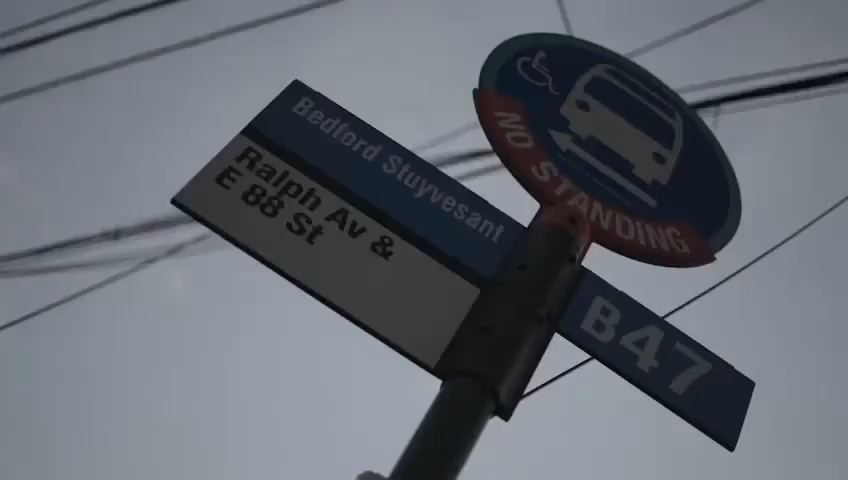 Bedford Stuyvesant
Ralph Av &
E 88 St
NO STANDING
B47